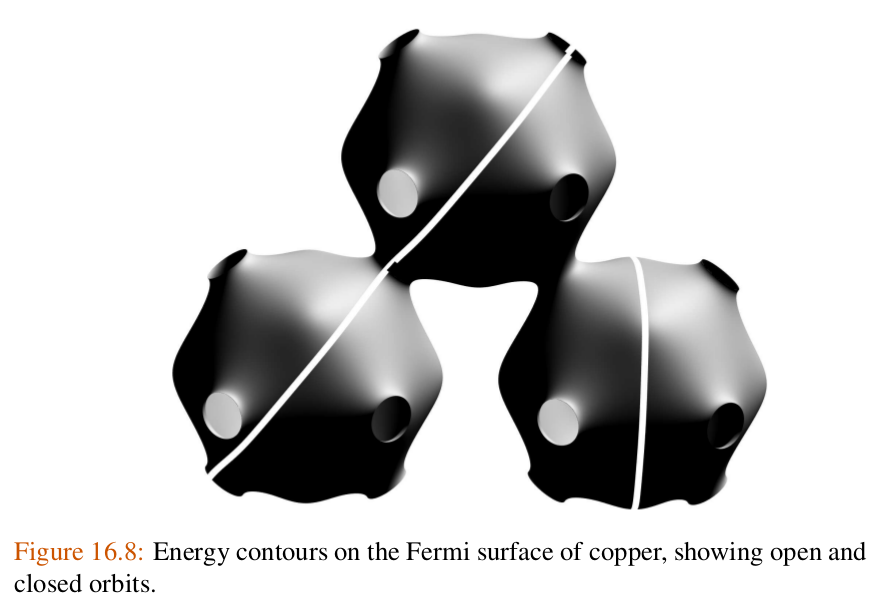 Figure 16.8: Energy contours on the Fermi surface of copper, showing open and
closed orbits.